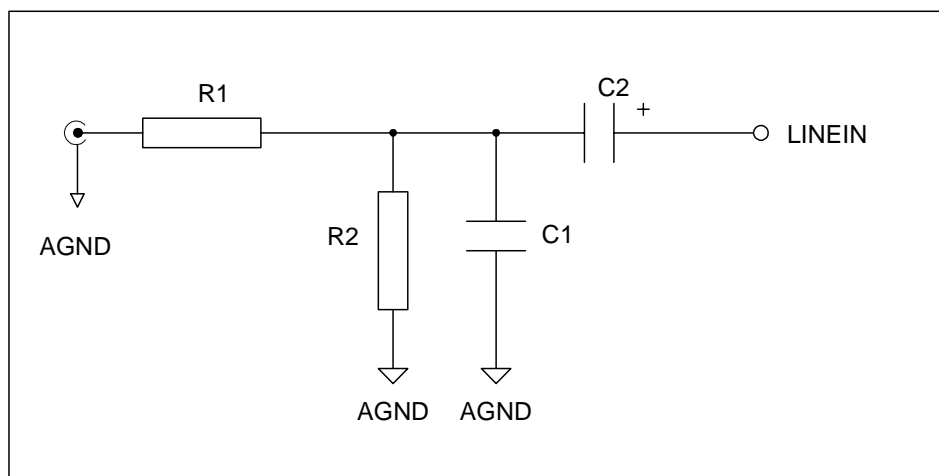 C2
R1
+
LINEIN
R2
C1
AGND
AGND
AGND